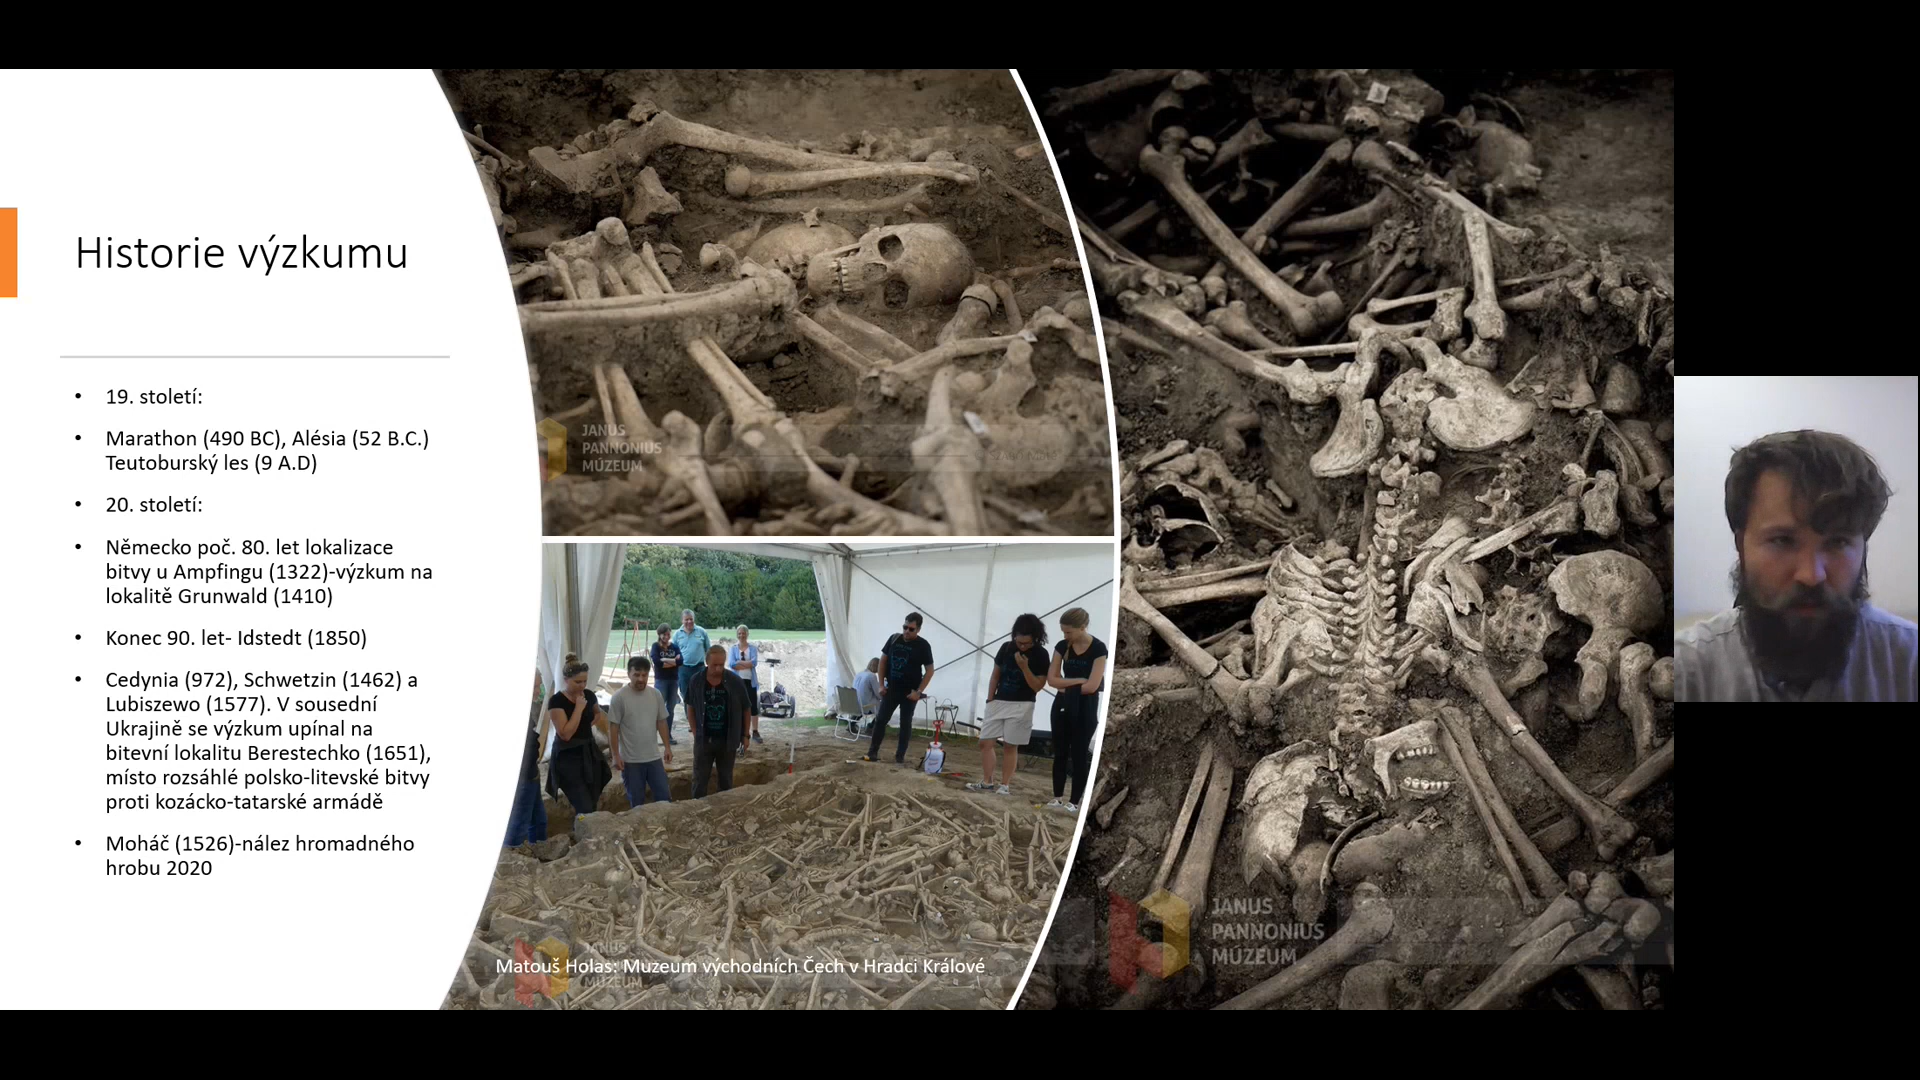 Historie výzkumu
• 19. století:
• Marathon (490 BC), Alésia (52 B.C.)
Teutoburský les (9 A.D)
• 20. století:
• Německo poč. 80. let lokalizace
bitvy u Ampfingu (1322)-výzkum na
lokalitě Grunwald (1410)
• Konec 90. let- Idstedt (1850)
• Cedynia (972), Schwetzin (1462) a
Lubiszewo (1577). V sousední
Ukrajině se výzkum upínal na
bitevní lokalitu Berestechko (1651),
místo rozsáhlé polsko-litevské bitvy
proti kozácko-tatarské armádě
• Moháč (1526)-nález hromadného
hrobu 2020
JANUS
PANNONIUS
MÚZEUM
JANUS
Matouš Holas: Muzeum východních Čech v Hradci Králové
MÚZEUM
JANUS
PANNONIUS
MÚZEUM